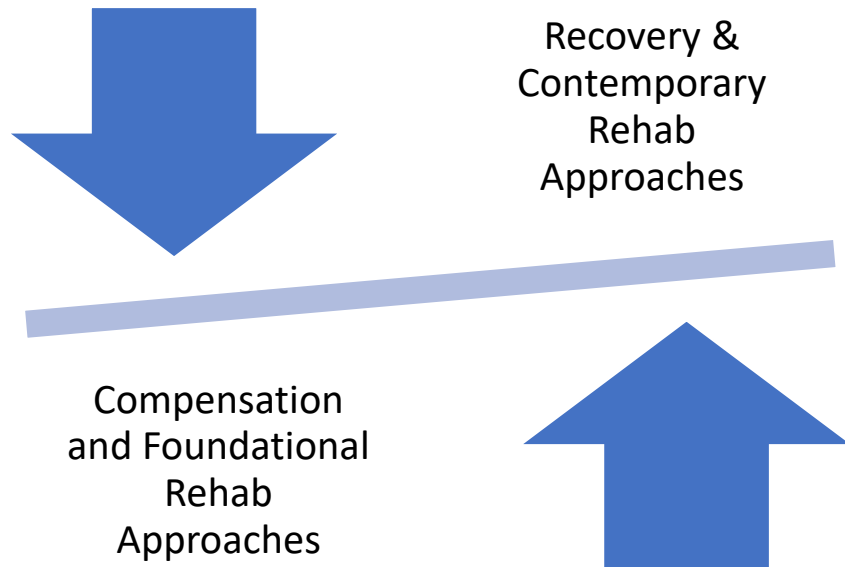 Recovery &
Contemporary
Rehab
Approaches
Compensation
and Foundational
Rehab
Approaches